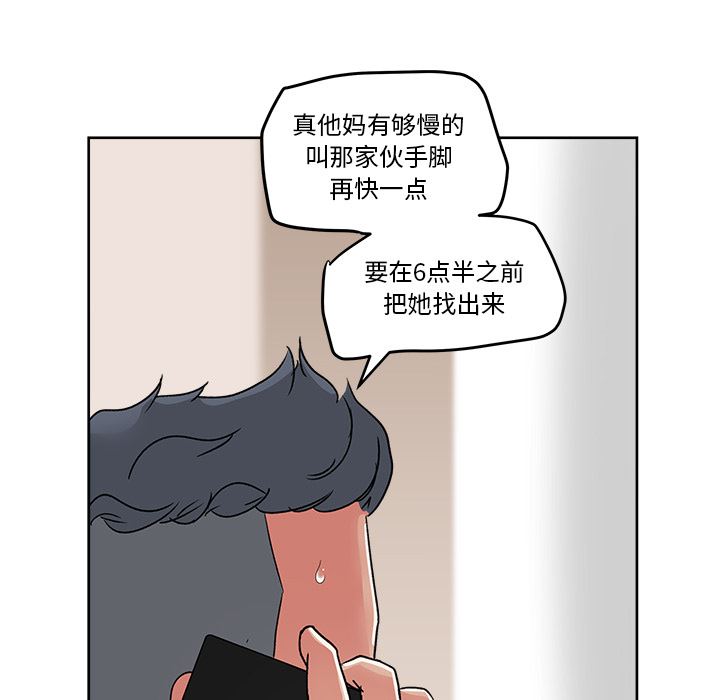 真他妈有够慢的
叫那家伙手脚
再快一点
要在6点半之前
把她找出来